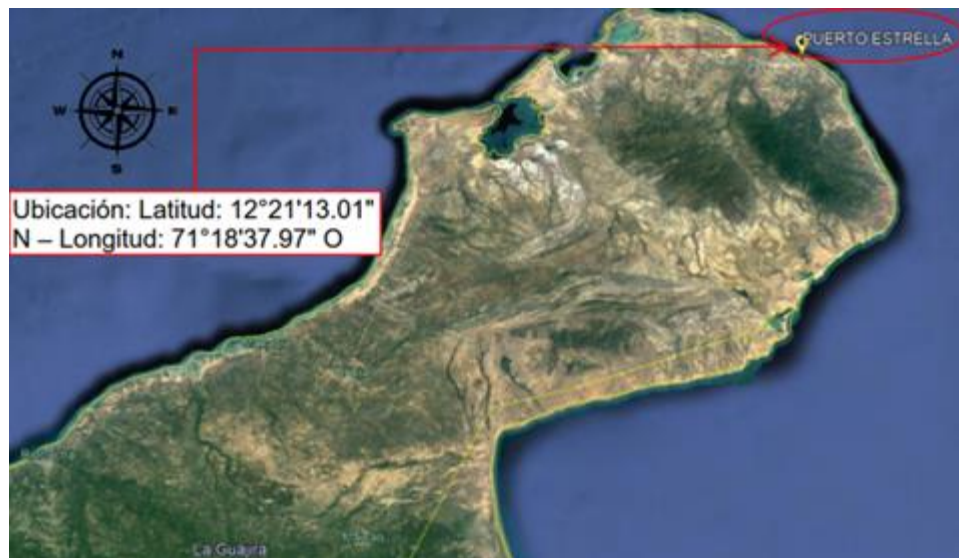 PUERTO ESTRELLA
N
W E
S
Ubicación: Latitud: 12°21'13.01"
N – Longitud: 71°18'37.97" O
La Guajira